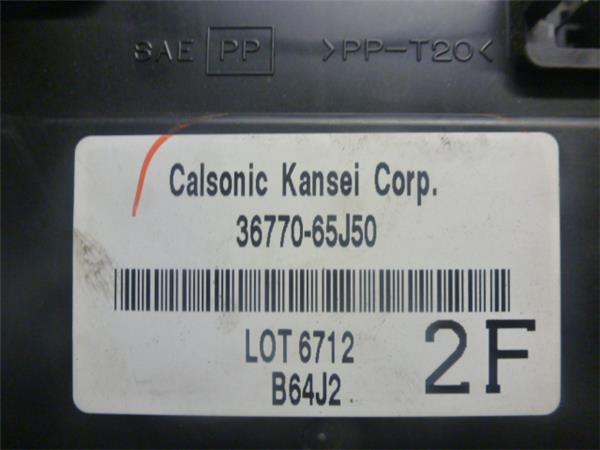 SAE PP >PP-T20<
Calsonic Kansei Corp.
36770-65J50
LOT 6712
B64J2
2F